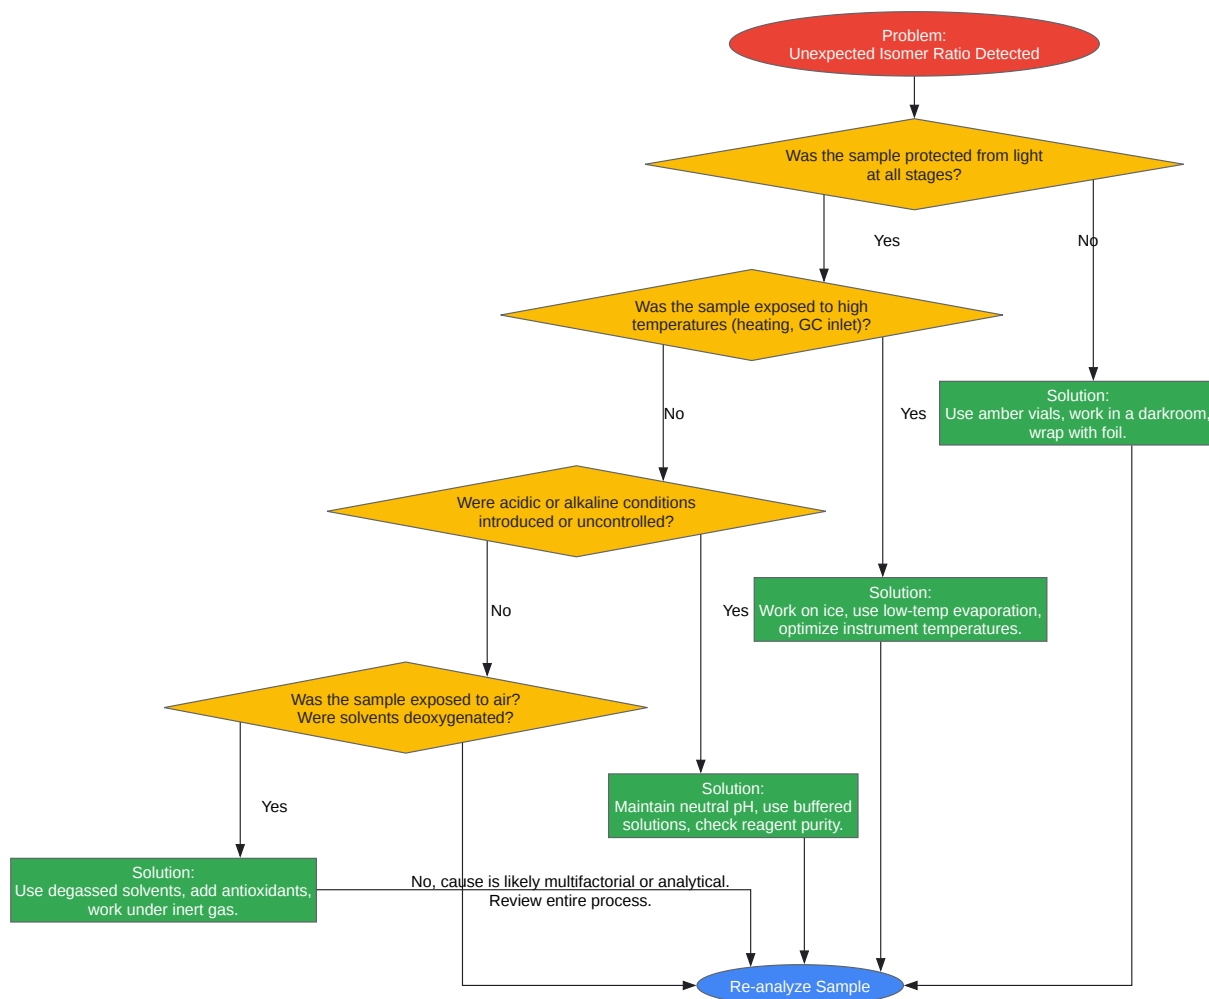 Problem:
Unexpected Isomer Ratio Detected
Was the sample protected from light
at all stages?
Yes
No
Was the sample exposed to high
temperatures (heating, GC inlet)?
Solution:
Use amber vials, work in a darkroom,
wrap with foil.
No
Yes
Were acidic or alkaline conditions
introduced or uncontrolled?
Solution:
Work on ice, use low-temp evaporation,
optimize instrument temperatures.
No
Yes
Was the sample exposed to air?
Were solvents deoxygenated?
Solution:
Maintain neutral pH, use buffered
solutions, check reagent purity.
Yes
Solution:
Use degassed solvents, add antioxidants,
work under inert gas.
No, cause is likely multifactorial or analytical.
Review entire process.
Re-analyze Sample